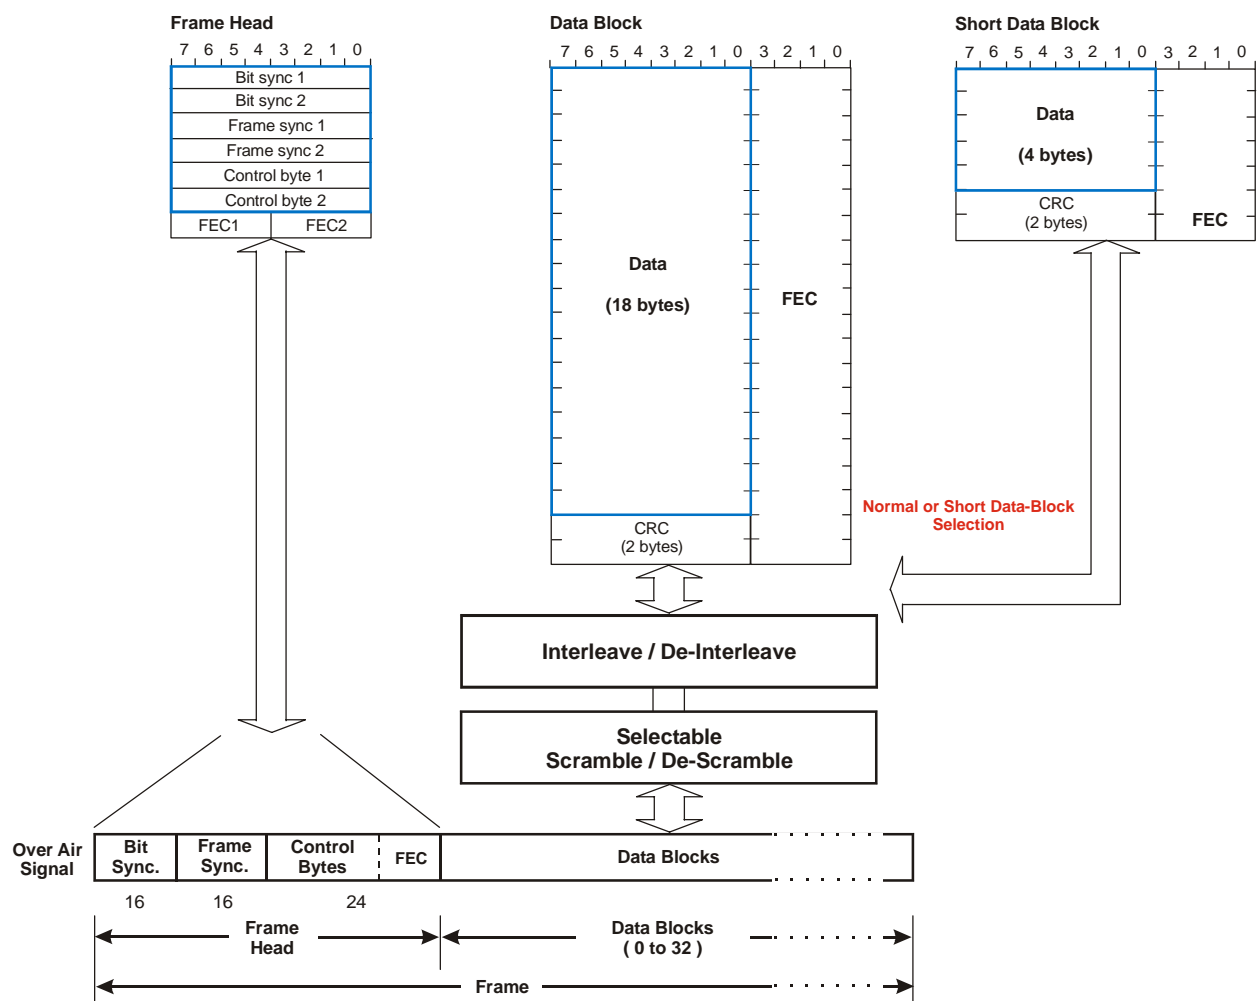 Frame Head
Data Block
Short Data Block
7 6 5 4 3 2 1 0
7 6 5 4 3 2 1 0 3 2 1 0
7 6 5 4 3 2 1 0 3 2 1 0
Bit sync 1
Bit sync 2
Frame sync 1
Frame sync 2
Control byte 1
Control byte 2
FEC1 FEC2
Data
(18 bytes)
FEC
CRC
(2 bytes)
Data
(4 bytes)
CRC
(2 bytes)
FEC
Normal or Short Data-Block
Selection
Interleave / De-Interleave
Selectable
Scramble / De-Scramble
Over Air
Signal
Bit
Sync.
Frame
Sync.
Control
Bytes
FEC
Data Blocks
16 16 24
Frame
Head
Data Blocks
( 0 to 32 )
Frame